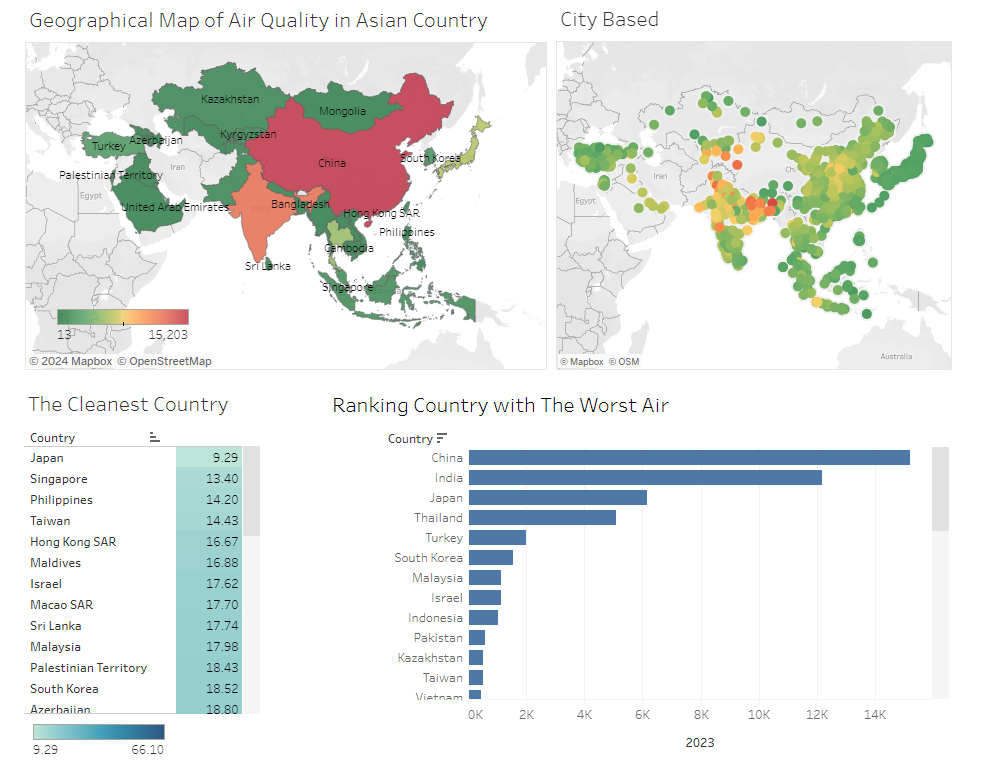 Geographical Map of Air Quality in Asian Country
Kazakhstan
Mongolia
Kyrgyzstan
Azerbaijan
Turkey
China
South Korea
Iran
Palestinian Territory
Egypt
United Arab Emirates
Bangladesh
Hong Kong SAR
Philippines
Cambodia
Sri Lanka
Singapore
13
15,203
© 2024 Mapbox © OpenStreetMap
City Based
Iran
Chi
Egypt
Australia
© Mapbox © OSM
The Cleanest Country
Country
Japan 9.29
Singapore 13.40
Philippines 14.20
Taiwan 14.43
Hong Kong SAR 16.67
Maldives 16.88
Israel 17.62
Macao SAR 17.70
Sri Lanka 17.74
Malaysia 17.98
Palestinian Territory 18.43
South Korea 18.52
Azerbaijan 18.80
9.29 66.10
Ranking Country with The Worst Air
Country
China
India
Japan
Thailand
Turkey
South Korea
Malaysia
Israel
Indonesia
Pakistan
Kazakhstan
Taiwan
Vietnam
0K 2K 4K 6K 8K 10K 12K 14K
2023